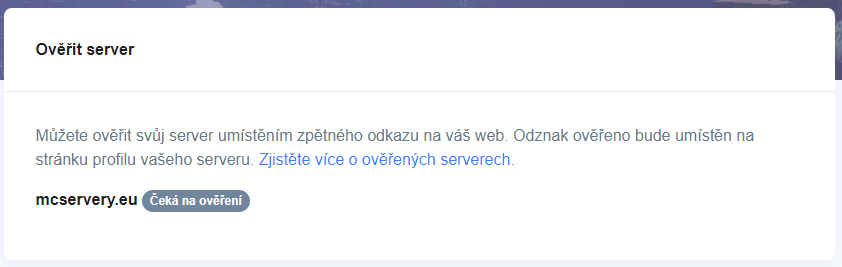 Ověřit server
Můžete ověřit svůj server umístěním zpětného odkazu na váš web. Odznak ověřeno bude umístěn na
stránku profilu vašeho serveru. Zjistěte více o ověřených serverech.
mcservery.eu Čeká na ověření